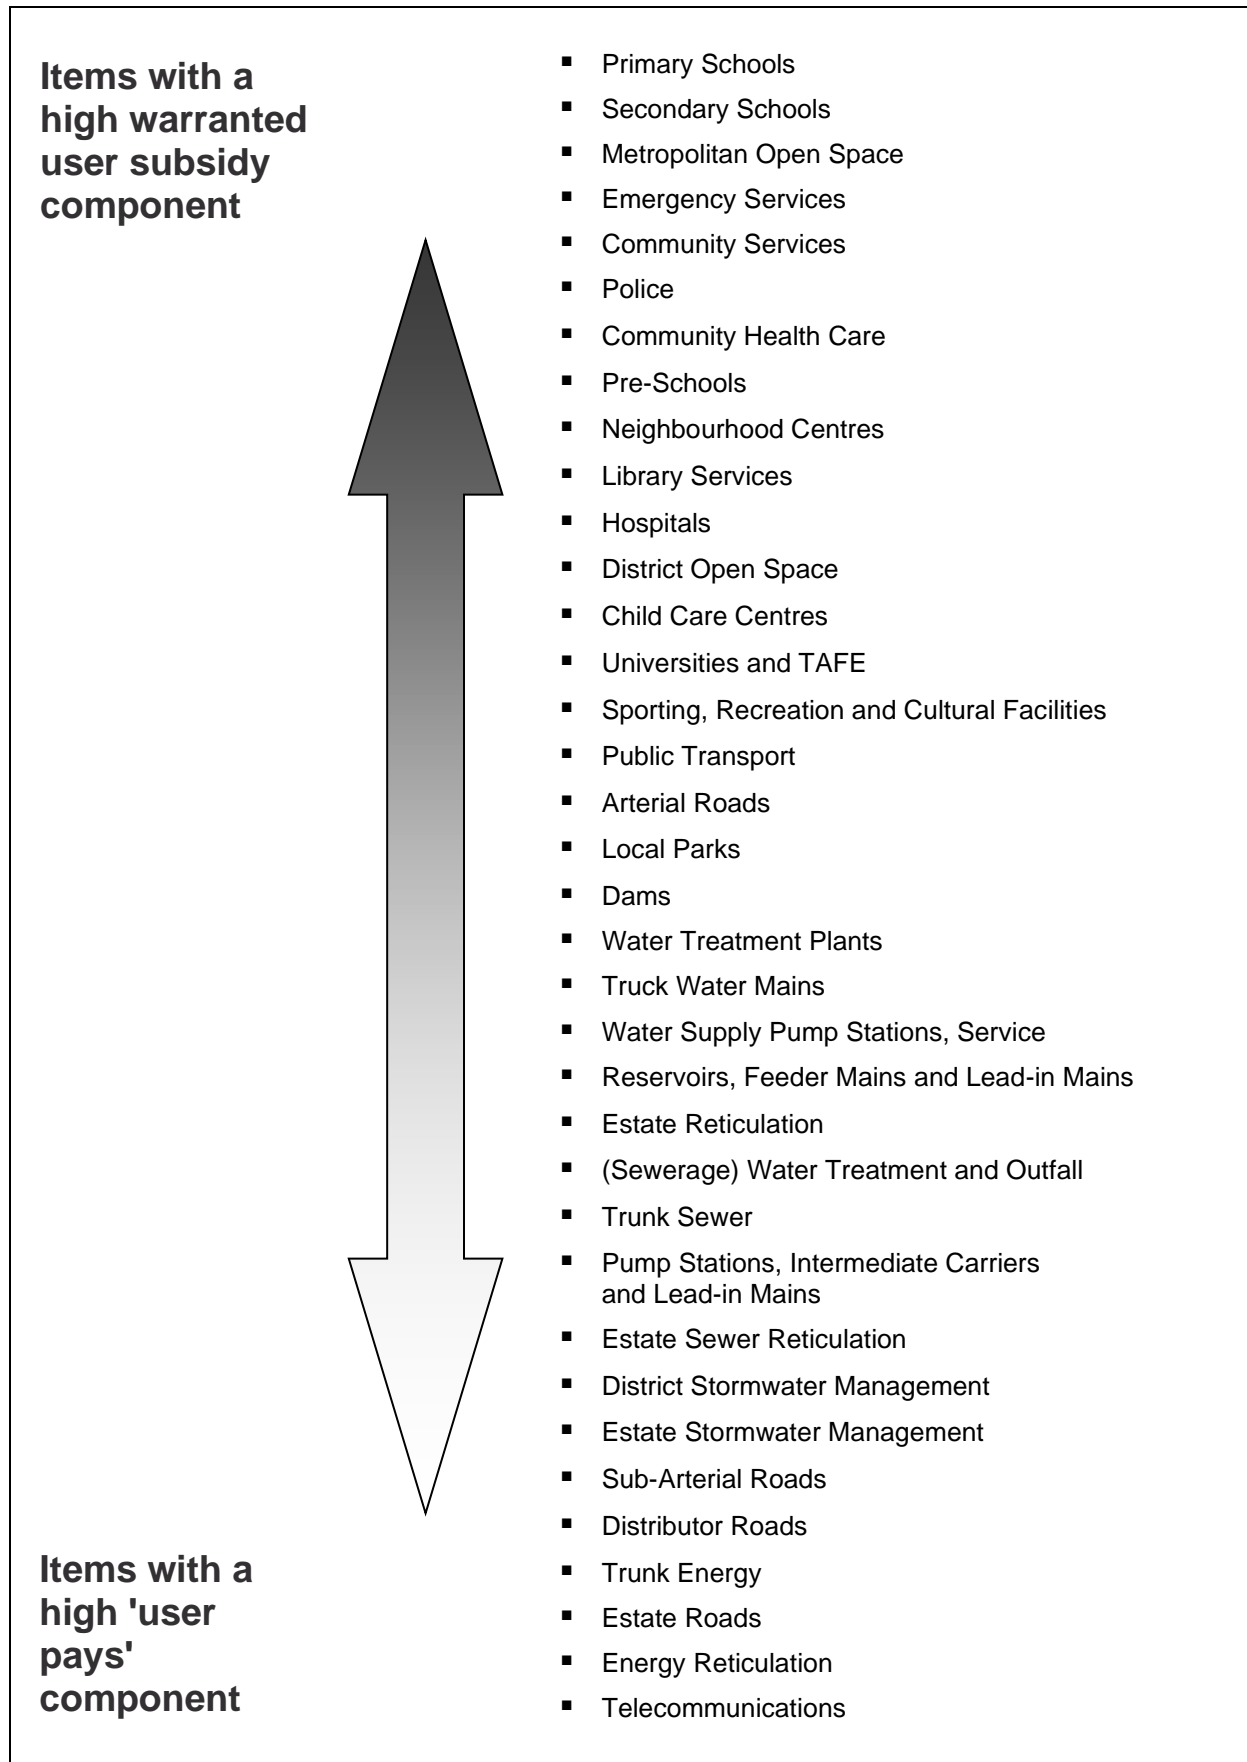 Items with a
high warranted
user subsidy
component
▪ Primary Schools
▪ Secondary Schools
▪ Metropolitan Open Space
▪ Emergency Services
▪ Community Services
▪ Police
▪ Community Health Care
▪ Pre-Schools
▪ Neighbourhood Centres
▪ Library Services
▪ Hospitals
▪ District Open Space
▪ Child Care Centres
▪ Universities and TAFE
▪ Sporting, Recreation and Cultural Facilities
▪ Public Transport
▪ Arterial Roads
▪ Local Parks
▪ Dams
▪ Water Treatment Plants
▪ Truck Water Mains
▪ Water Supply Pump Stations, Service
▪ Reservoirs, Feeder Mains and Lead-in Mains
▪ Estate Reticulation
▪ (Sewerage) Water Treatment and Outfall
▪ Trunk Sewer
▪ Pump Stations, Intermediate Carriers
and Lead-in Mains
▪ Estate Sewer Reticulation
▪ District Stormwater Management
▪ Estate Stormwater Management
▪ Sub-Arterial Roads
▪ Distributor Roads
▪ Trunk Energy
▪ Estate Roads
▪ Energy Reticulation
▪ Telecommunications
Items with a
high 'user
pays'
component